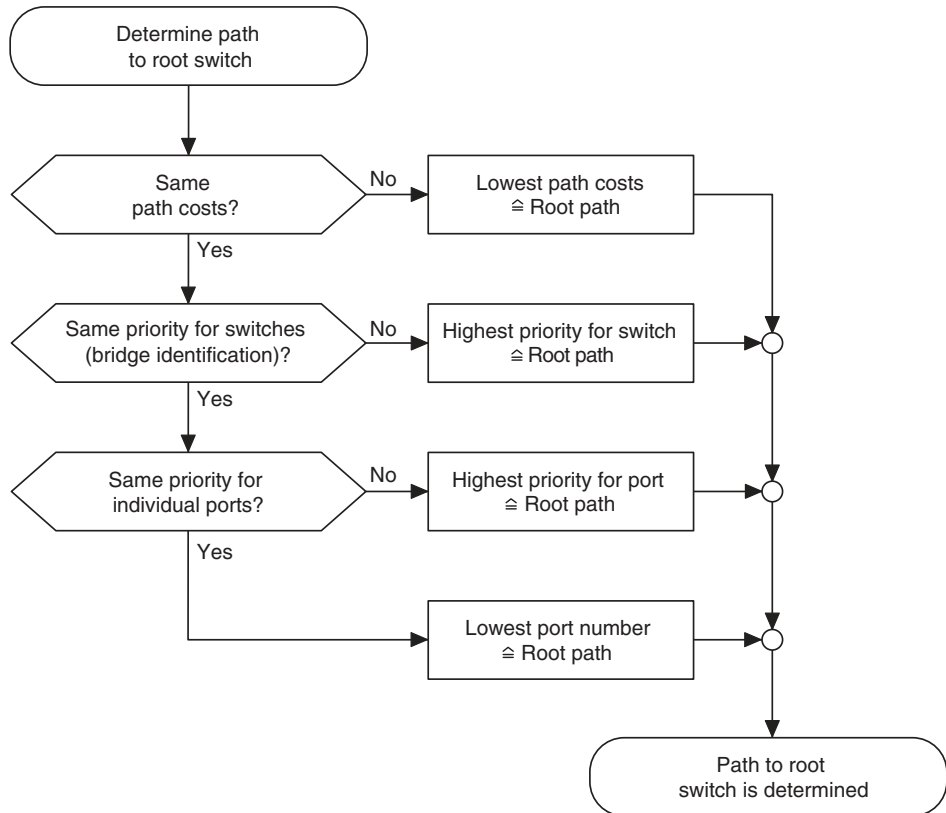 Determine path
to root switch
Same
path costs?
No
Lowest path costs
≙ Root path
Yes
Same priority for switches
(bridge identification)?
No
Highest priority for switch
≙ Root path
Yes
Same priority for
individual ports?
No
Highest priority for port
≙ Root path
Yes
Lowest port number
≙ Root path
Path to root
switch is determined